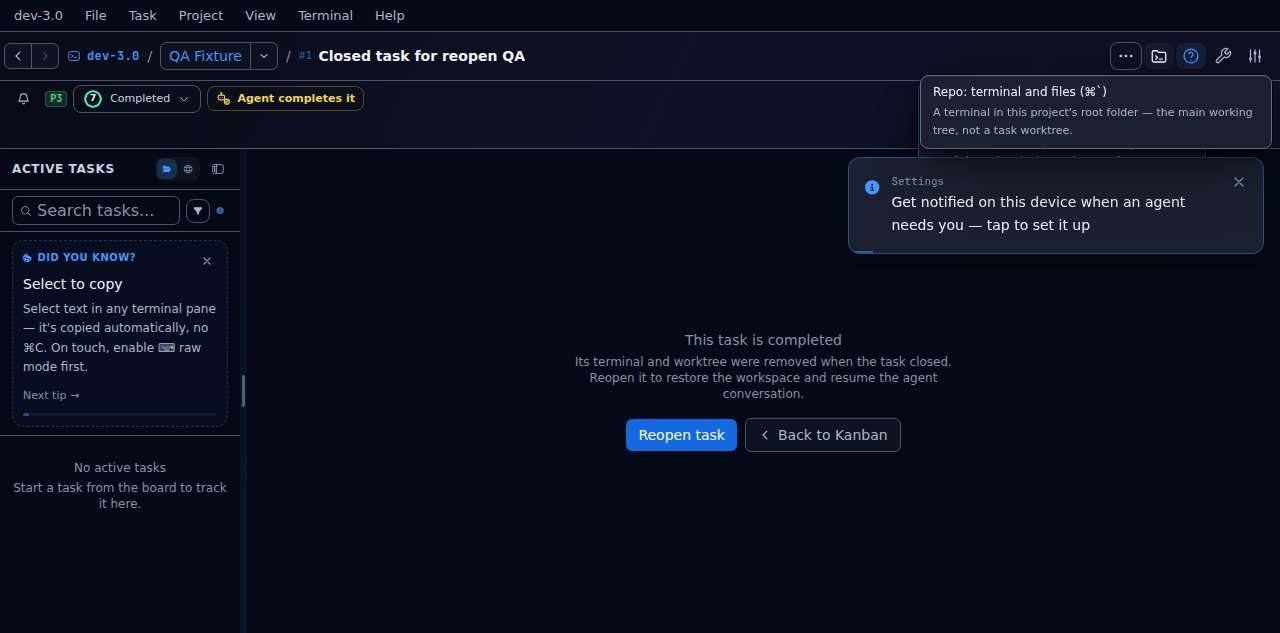 dev-3.0 File Task Project View Terminal Help
dev-3.0 / QA Fixture / #1 Closed task for reopen QA
P3 7 Completed Agent completes it
Repo: terminal and files (⌘`)
A terminal in this project's root folder — the main working
tree, not a task worktree.
ACTIVE TASKS
Search tasks...
Settings
Get notified on this device when an agent
needs you — tap to set it up
DID YOU KNOW?
Select to copy
Select text in any terminal pane
— it's copied automatically, no
⌘C. On touch, enable ⌨ raw
mode first.
Next tip →
No active tasks
Start a task from the board to track
it here.
This task is completed
Its terminal and worktree were removed when the task closed.
Reopen it to restore the workspace and resume the agent
conversation.
Reopen task
Back to Kanban